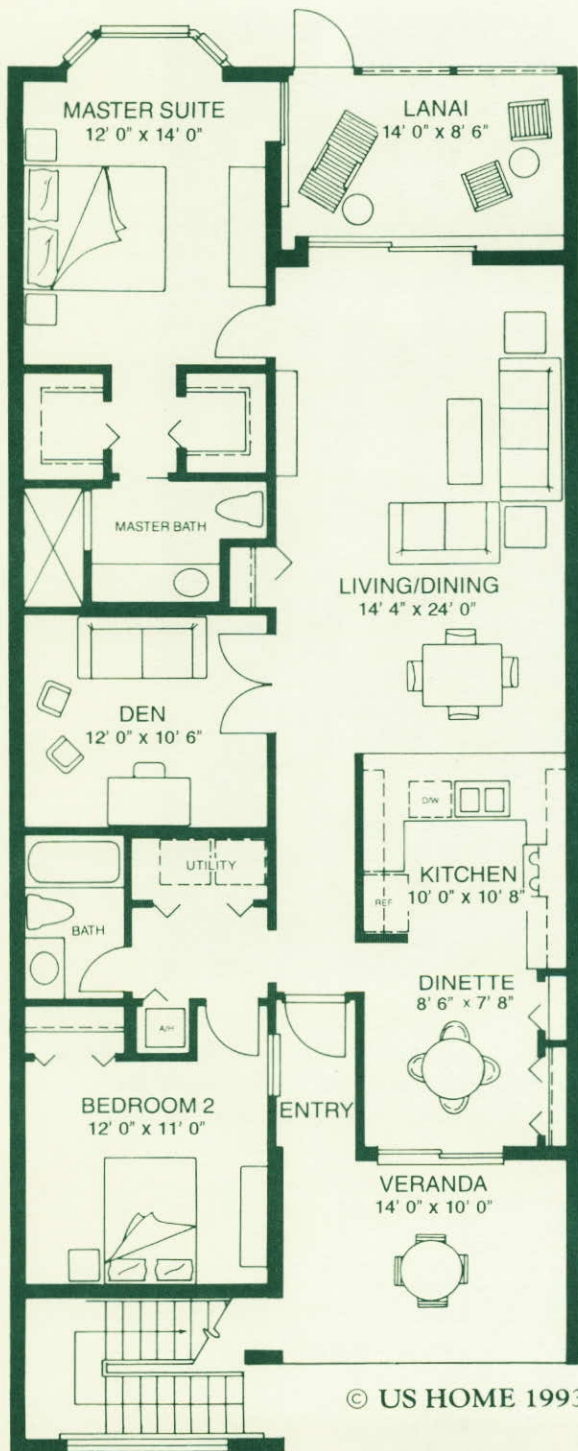 MASTER SUITE
12' 0" x 14' 0"
LANAI
14' 0" x 8' 6"
MASTER BATH
LIVING/DINING
14' 4" x 24' 0"
DEN
12' 0" x 10' 6"
D/W
UTILITY
KITCHEN
10' 0" x 10' 8"
REF
BATH
DINETTE
8' 6" x 7' 8"
A/H
BEDROOM 2
12' 0" x 11' 0"
ENTRY
VERANDA
14' 0" x 10' 0"
© US HOME 1993